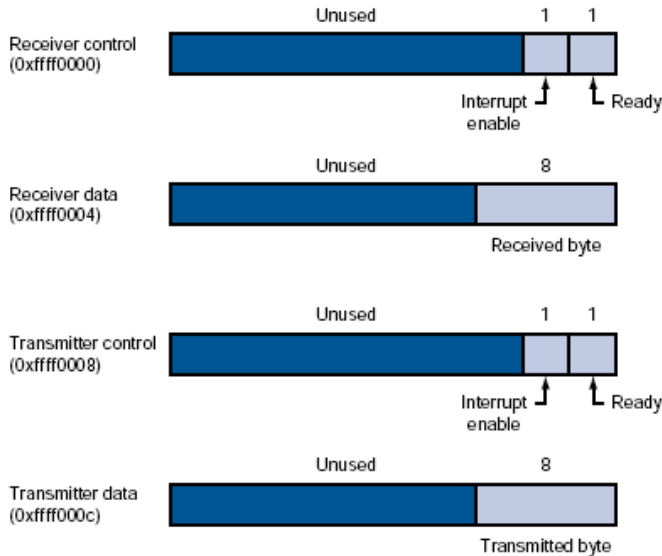 Unused 1 1
Receiver control
(0xffff0000)
Interrupt Ready
enable
Unused 8
Receiver data
(0xffff0004)
Received byte
Unused 1 1
Transmitter control
(0xffff0008)
Interrupt Ready
enable
Unused 8
Transmitter data
(0xffff000c)
Transmitted byte